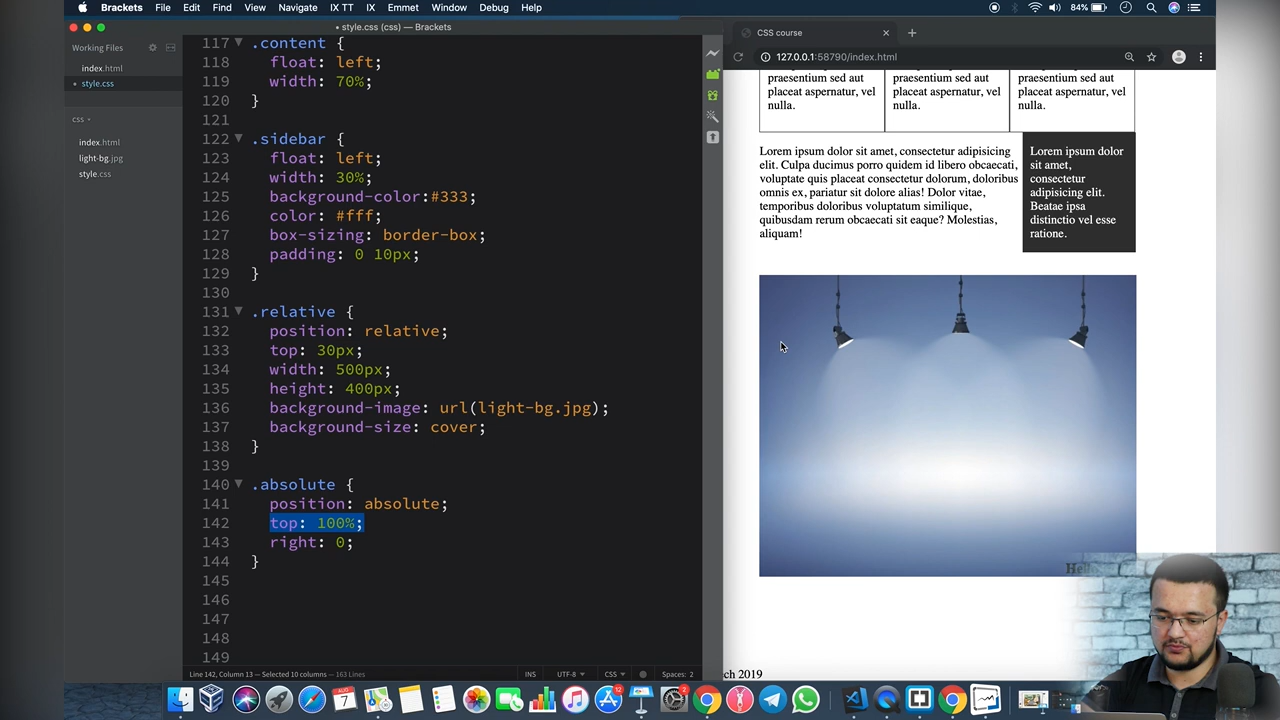 Brackets File Edit Find View Navigate IX TT IX Emmet Window Debug Help
84%
• style.css (css) — Brackets
Working Files
index.html
• style.css
css
index.html
light-bg.jpg
style.css
117 .content {
118 float: left;
119 width: 70%;
120 }
121
122 .sidebar {
123 float: left;
124 width: 30%;
125 background-color:#333;
126 color: #fff;
127 box-sizing: border-box;
128 padding: 0 10px;
129 }
130
131 .relative {
132 position: relative;
133 top: 30px;
134 width: 500px;
135 height: 400px;
136 background-image: url(light-bg.jpg);
137 background-size: cover;
138 }
139
140 .absolute {
141 position: absolute;
142 top: 100%;
143 right: 0;
144 }
145
146
147
148
149
Line 142, Column 13 — Selected 10 columns — 163 Lines
INS UTF-8 CSS Spaces: 2
CSS course
127.0.0.1:58790/index.html
praesentium sed aut
placeat aspernatur, vel
nulla.
praesentium sed aut
placeat aspernatur, vel
nulla.
praesentium sed aut
placeat aspernatur, vel
nulla.
Lorem ipsum dolor sit amet, consectetur adipisicing
elit. Culpa ducimus porro quidem id libero obcaecati,
voluptate quis placeat consectetur dolorum, doloribus
omnis ex, pariatur sit dolore alias! Dolor vitae,
temporibus doloribus voluptatum similique,
quibusdam rerum obcaecati sit eaque? Molestias,
aliquam!
Lorem ipsum dolor
sit amet,
consectetur
adipisicing elit.
Beatae ipsa
distinctio vel esse
ratione.
ch 2019